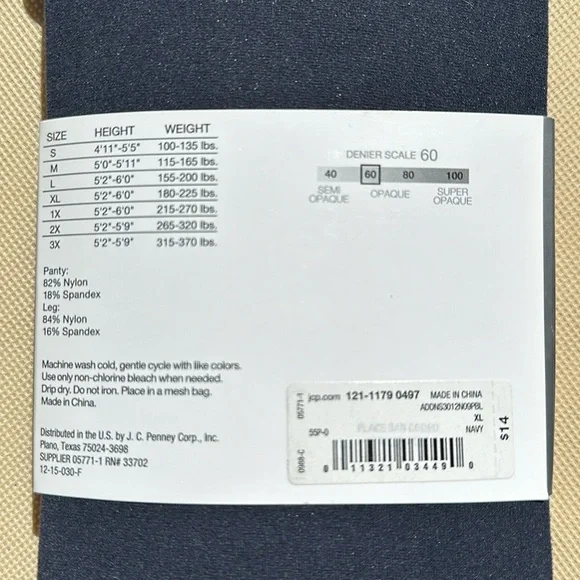 SIZE HEIGHT WEIGHT
S 4'11"-5'5" 100-135 lbs.
M 5'0"-5'11" 115-165 lbs.
L 5'2"-6'0" 155-200 lbs.
XL 5'2"-6'0" 180-225 lbs.
1X 5'2"-6'0" 215-270 lbs.
2X 5'2"-5'9" 265-320 lbs.
3X 5'2"-5'9" 315-370 lbs.
DENIER SCALE 60
40 60 80 100
SEMI OPAQUE SUPER
OPAQUE OPAQUE
Panty:
82% Nylon
18% Spandex
Leg:
84% Nylon
16% Spandex
Machine wash cold, gentle cycle with like colors.
Use only non-chlorine bleach when needed.
Drip dry. Do not iron. Place in a mesh bag.
Made in China.
Distributed in the U.S. by J. C. Penney Corp., Inc.
Plano, Texas 75024-3698
SUPPLIER 05771-1 RN# 33702
12-15-030-F
05771-1
jcp.com 121-1179 0497 MADE IN CHINA
ADDNS3012N09PBL
XL
55P-0 NAVY
$14
0988-C
0 11321 03449 0